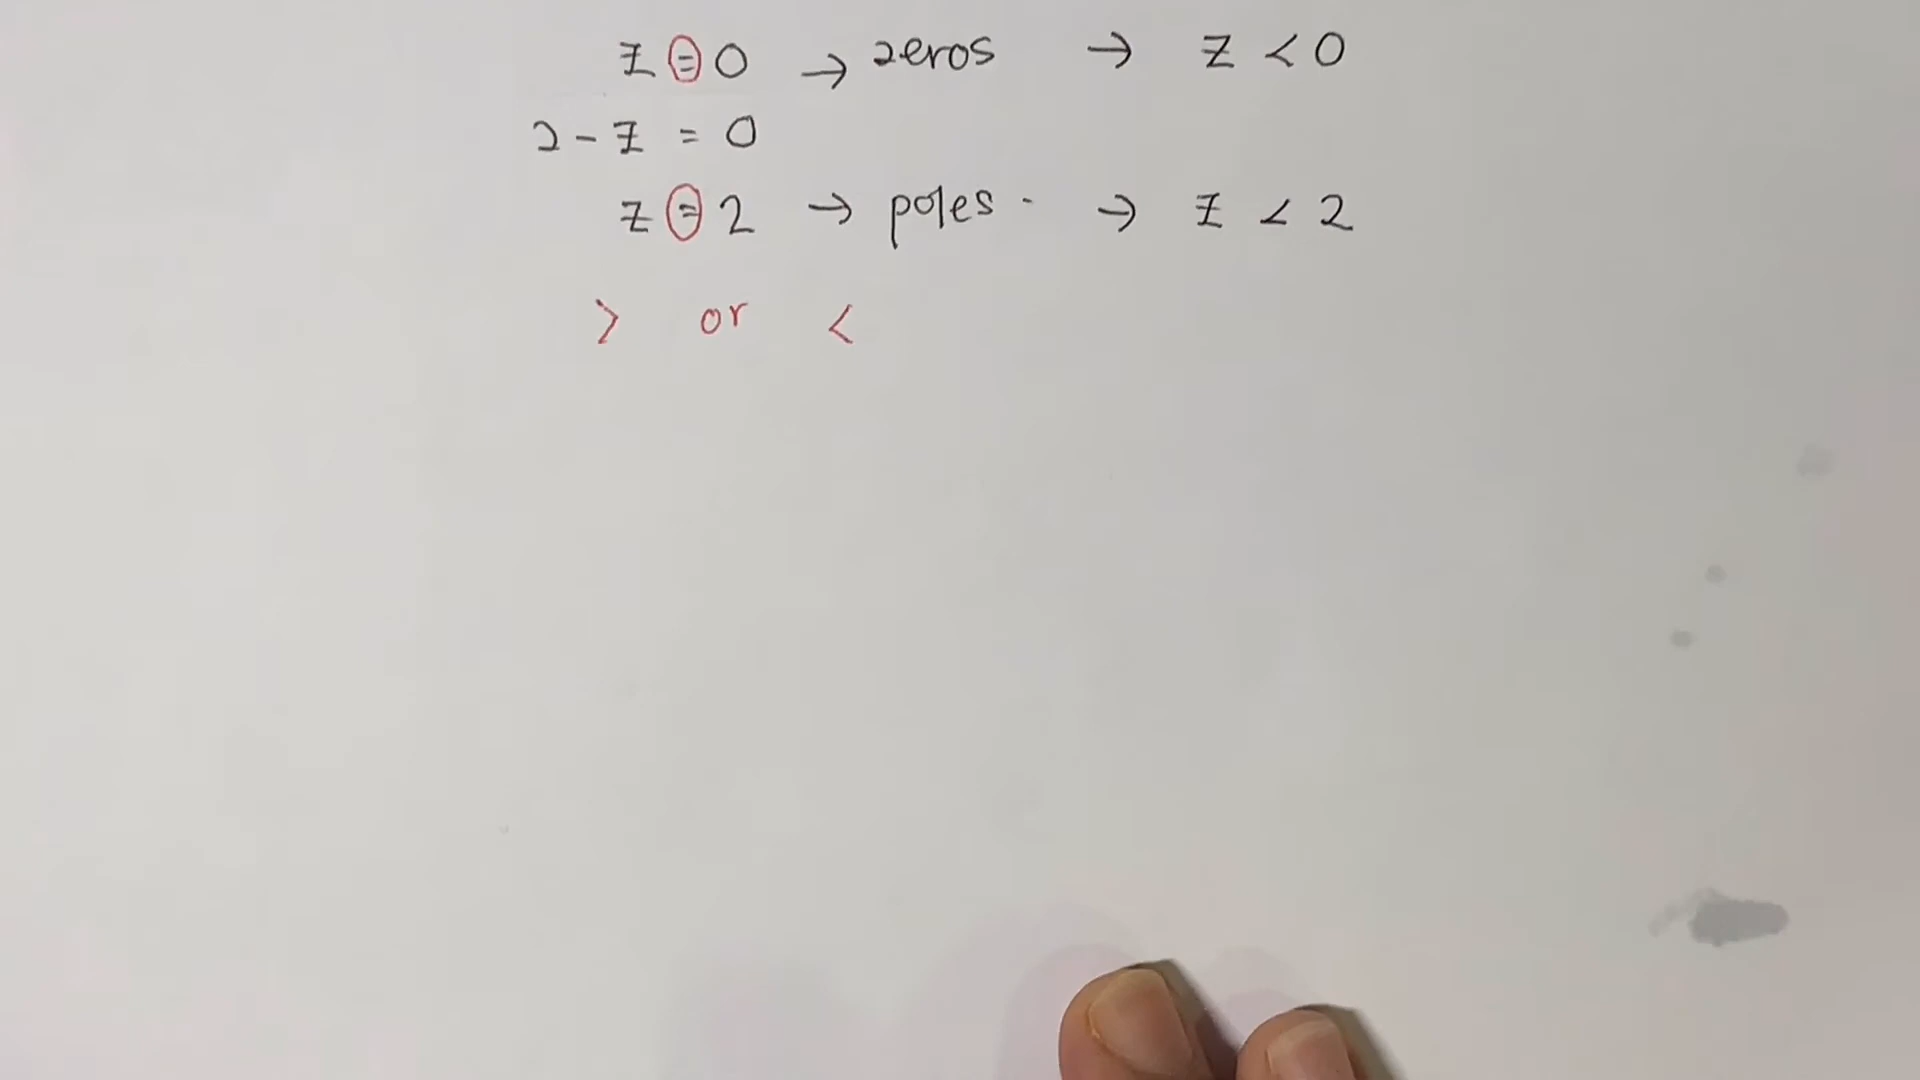 z = 0 → zeros → z < 0
2 - z = 0
z = 2 → poles. → z < 2
> or <